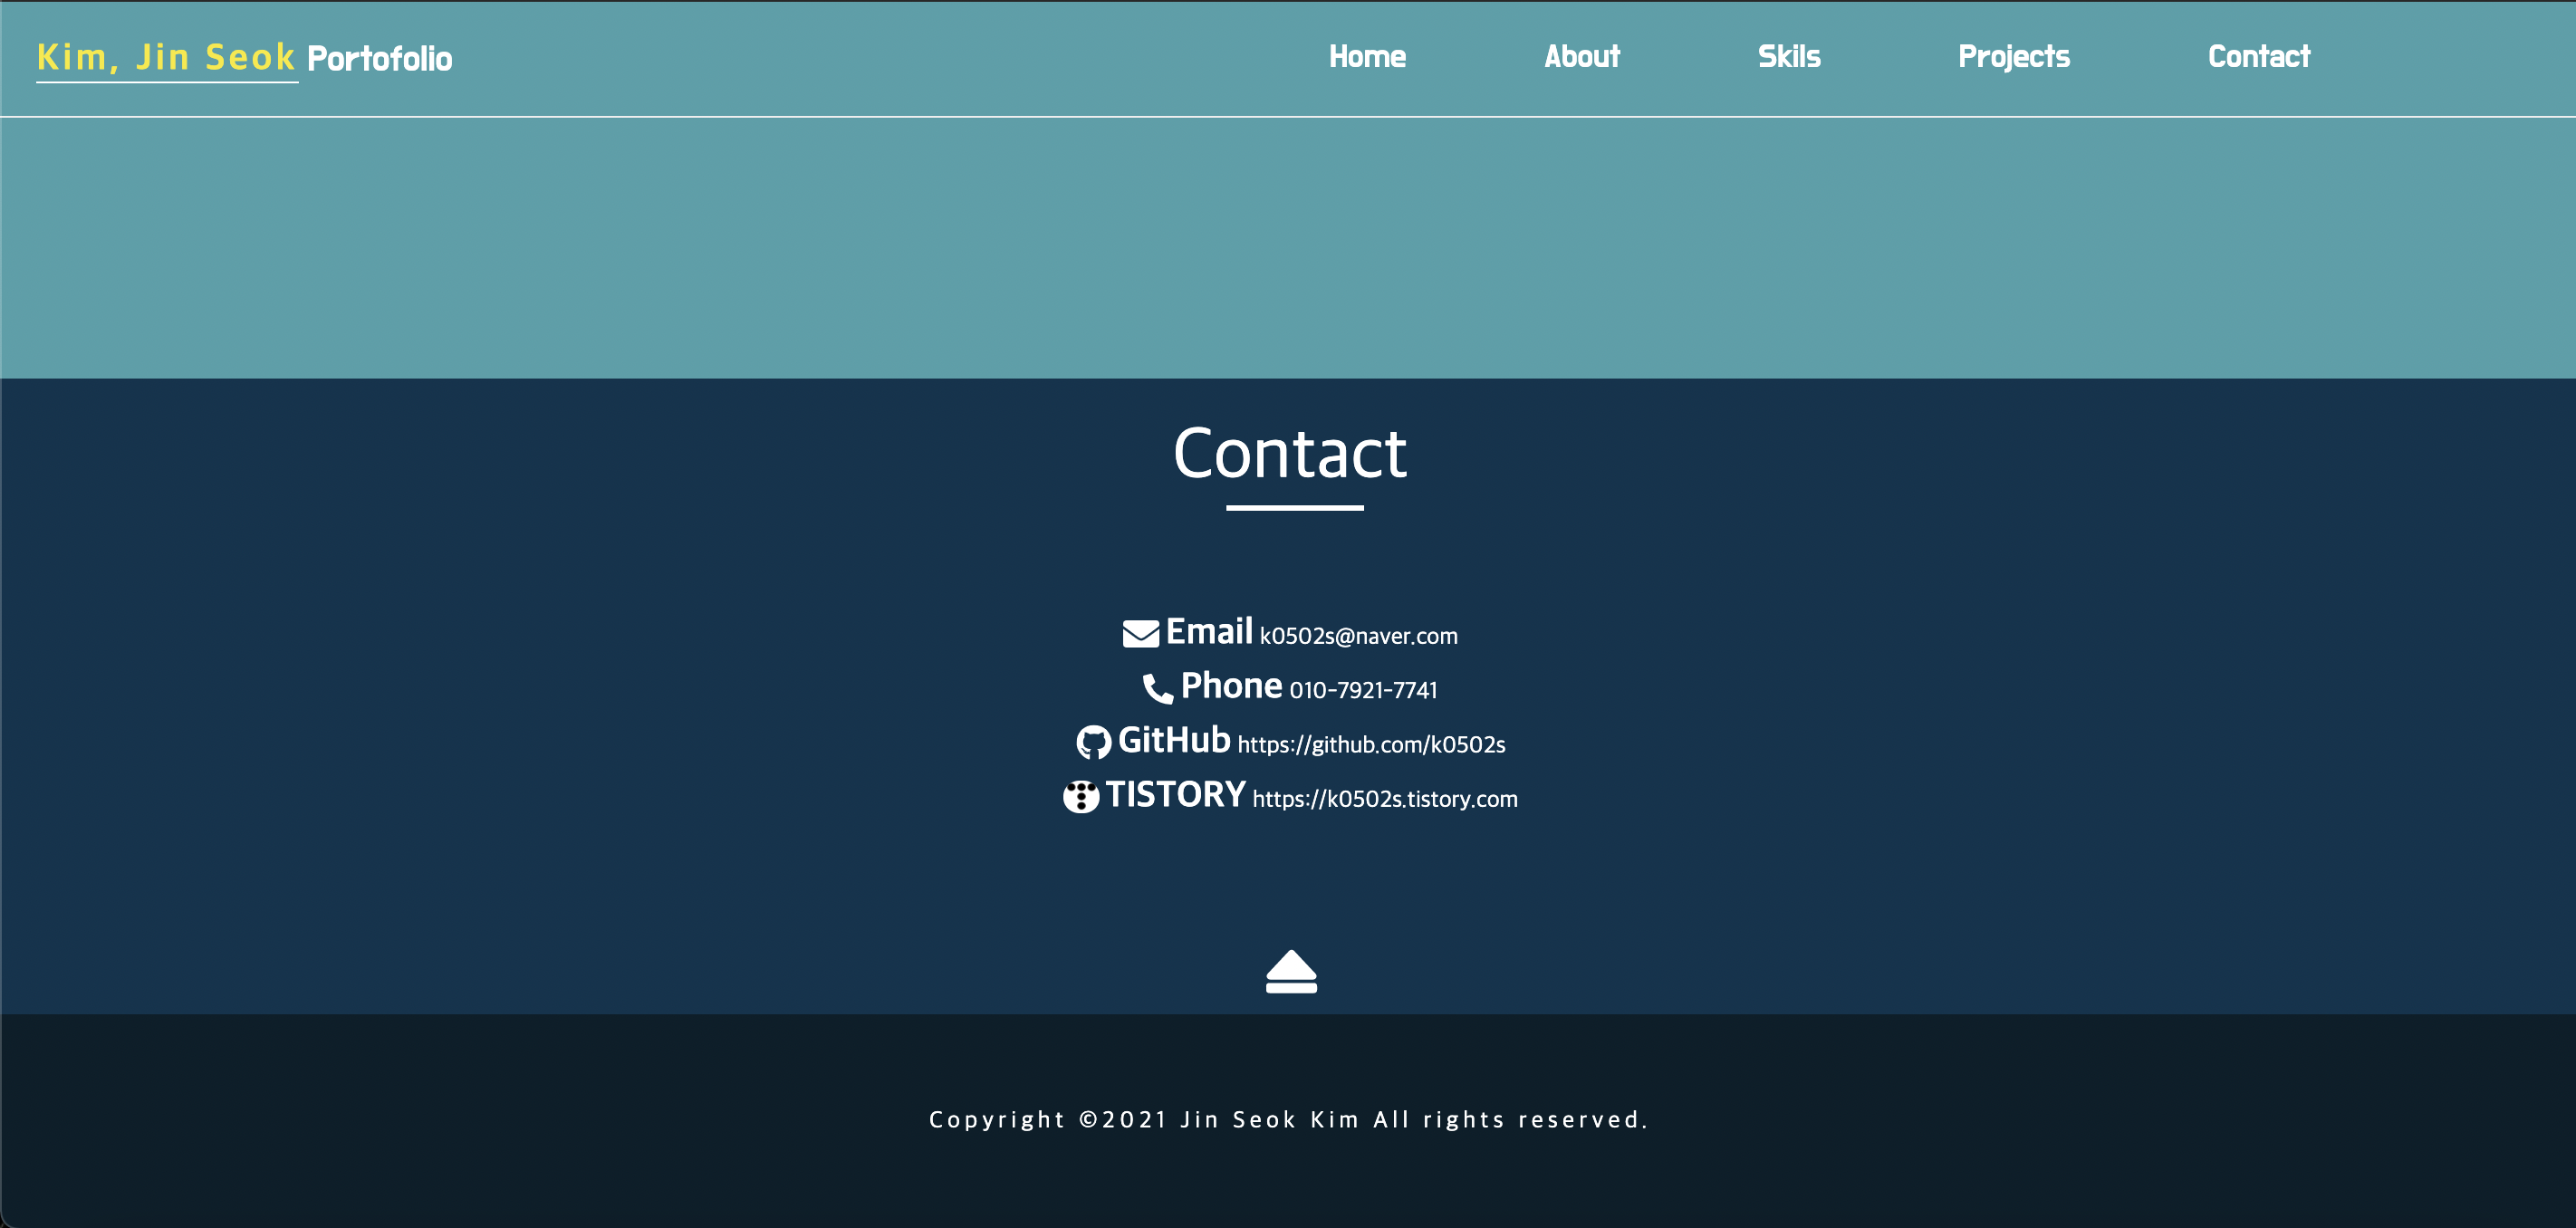 Kim, Jin Seok Portofolio
Home About Skils Projects Contact
Contact
Email k0502s@naver.com
Phone 010-7921-7741
GitHub https://github.com/k0502s
TISTORY https://k0502s.tistory.com
Copyright ©2021 Jin Seok Kim All rights reserved.